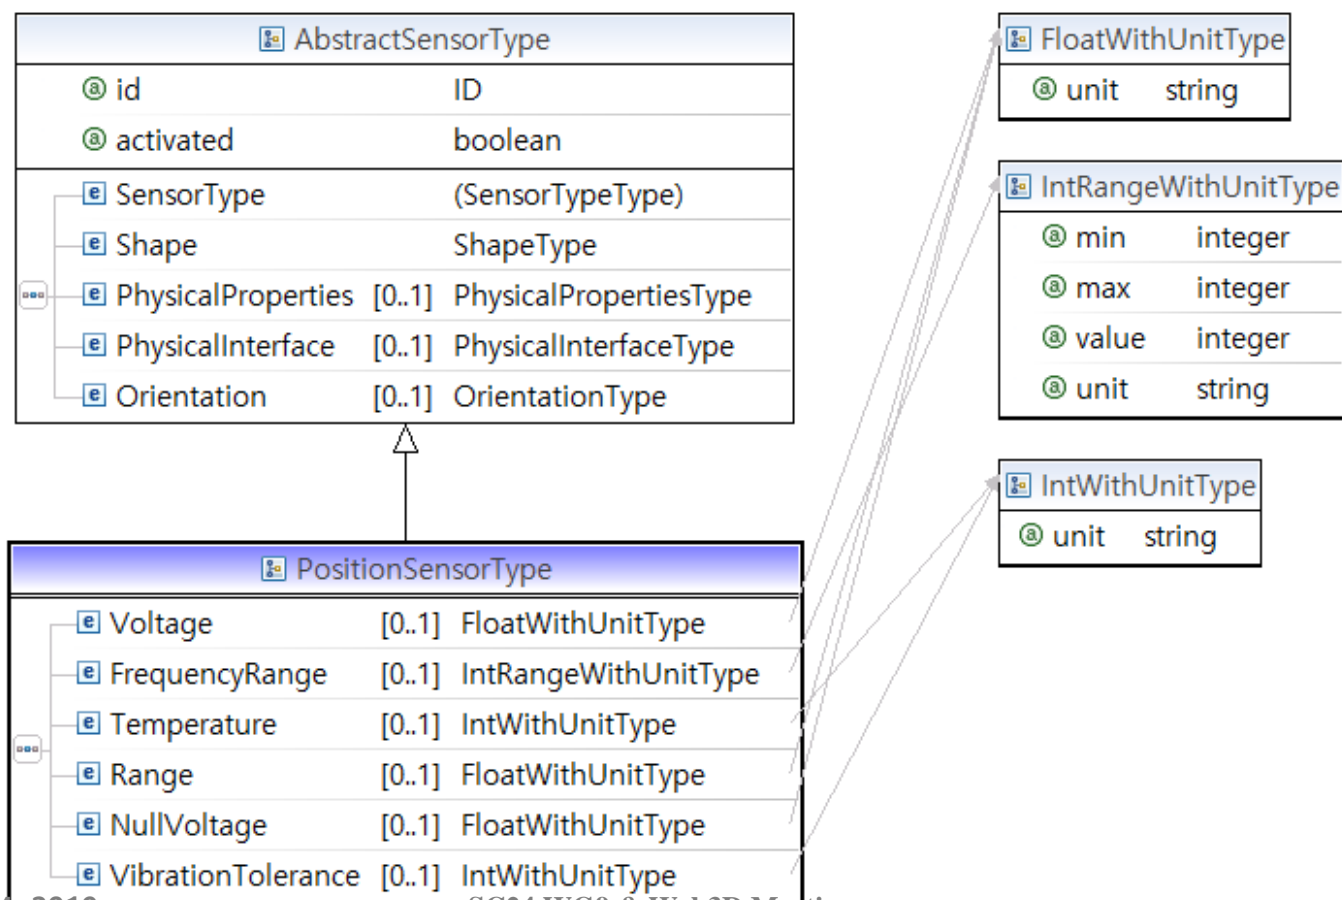 AbstractSensorType
id ID
activated boolean
SensorType (SensorTypeType)
Shape ShapeType
PhysicalProperties [0..1] PhysicalPropertiesType
PhysicalInterface [0..1] PhysicalInterfaceType
Orientation [0..1] OrientationType
PositionSensorType
Voltage [0..1] FloatWithUnitType
FrequencyRange [0..1] IntRangeWithUnitType
Temperature [0..1] IntWithUnitType
Range [0..1] FloatWithUnitType
NullVoltage [0..1] FloatWithUnitType
VibrationTolerance [0..1] IntWithUnitType
FloatWithUnitType
unit string
IntRangeWithUnitType
min integer
max integer
value integer
unit string
IntWithUnitType
unit string